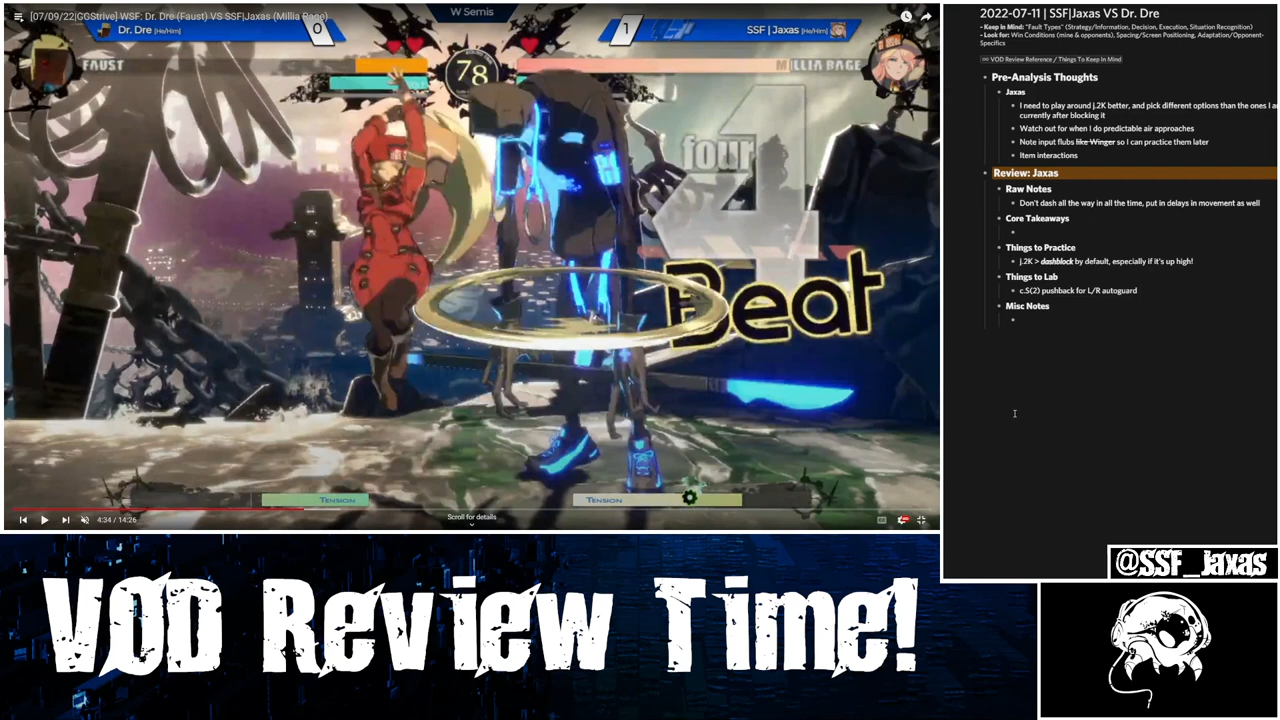 [07/09/22|GGStrive] WSF: Dr. Dre (Faust) VS SSF|Jaxas (Millia Rage)
W Semis
Dr. Dre [He/Him]
0
1
SSF | Jaxas [He/Him]
FAUST
78
MILLIA RAGE
four
4
Beat
TENSION
TENSION
4:34 / 14:26
Scroll for details
2022-07-11 | SSF|Jaxas VS Dr. Dre
- Keep in Mind: "Fault Types" (Strategy/Information, Decision, Execution, Situation Recognition)
- Look for: Win Conditions (mine & opponents), Spacing/Screen Positioning, Adaptation/Opponent-
Specifics
VOD Review Reference / Things To Keep In Mind
Pre-Analysis Thoughts
Jaxas
I need to play around j.2K better, and pick different options than the ones I a
currently after blocking it
Watch out for when I do predictable air approaches
Note input flubs like Winger so I can practice them later
Item interactions
Review: Jaxas
Raw Notes
Don't dash all the way in all the time, put in delays in movement as well
Core Takeaways
Things to Practice
j.2K > dashblock by default, especially if it's up high!
Things to Lab
c.S(2) pushback for L/R autoguard
Misc Notes
@SSF_Jaxas
VOD Review Time!